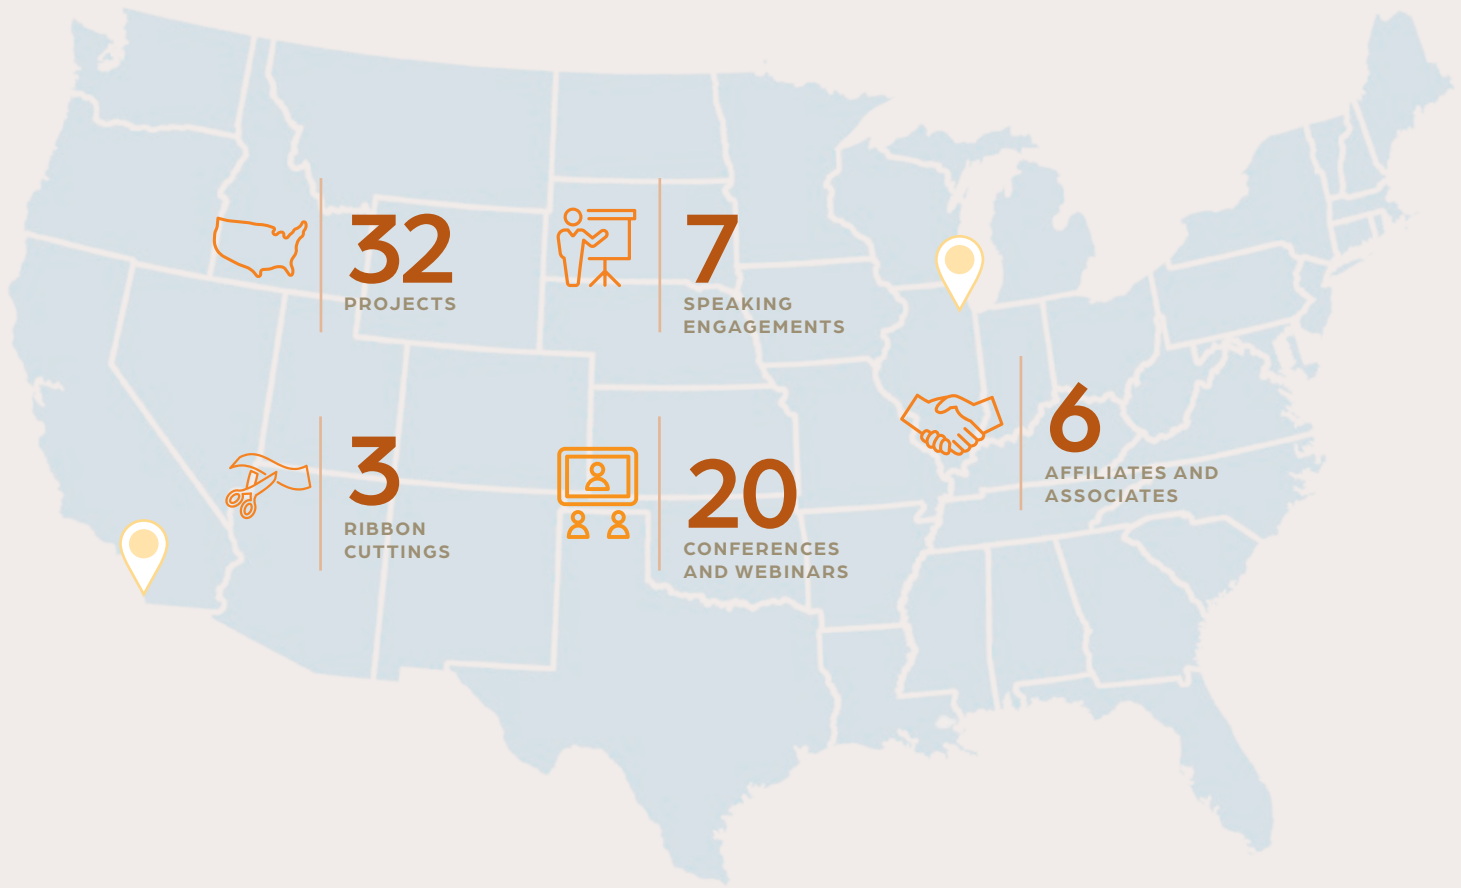 32
PROJECTS
7
SPEAKING
ENGAGEMENTS
3
RIBBON
CUTTINGS
20
CONFERENCES
AND WEBINARS
6
AFFILIATES AND
ASSOCIATES